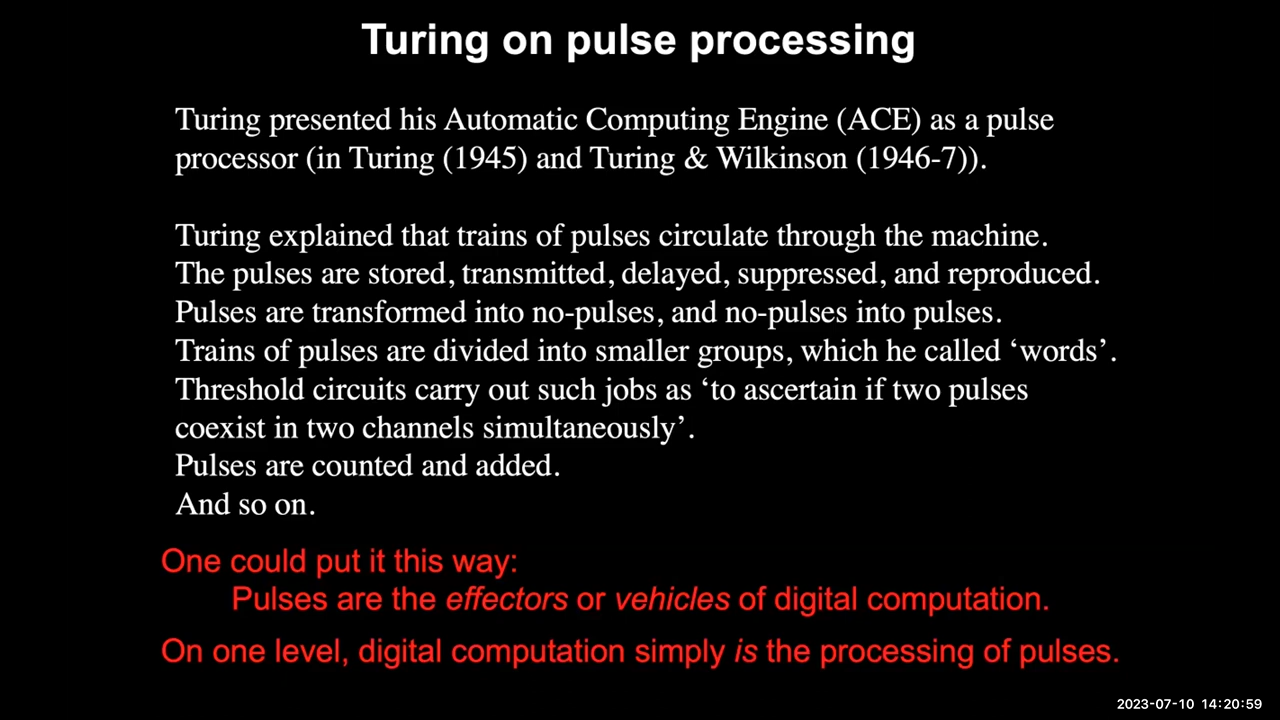 Turing on pulse processing
Turing presented his Automatic Computing Engine (ACE) as a pulse
processor (in Turing (1945) and Turing & Wilkinson (1946-7)).
Turing explained that trains of pulses circulate through the machine.
The pulses are stored, transmitted, delayed, suppressed, and reproduced.
Pulses are transformed into no-pulses, and no-pulses into pulses.
Trains of pulses are divided into smaller groups, which he called ‘words’.
Threshold circuits carry out such jobs as ‘to ascertain if two pulses
coexist in two channels simultaneously’.
Pulses are counted and added.
And so on.
One could put it this way:
Pulses are the effectors or vehicles of digital computation.
On one level, digital computation simply is the processing of pulses.
2023-07-10 14:20:59